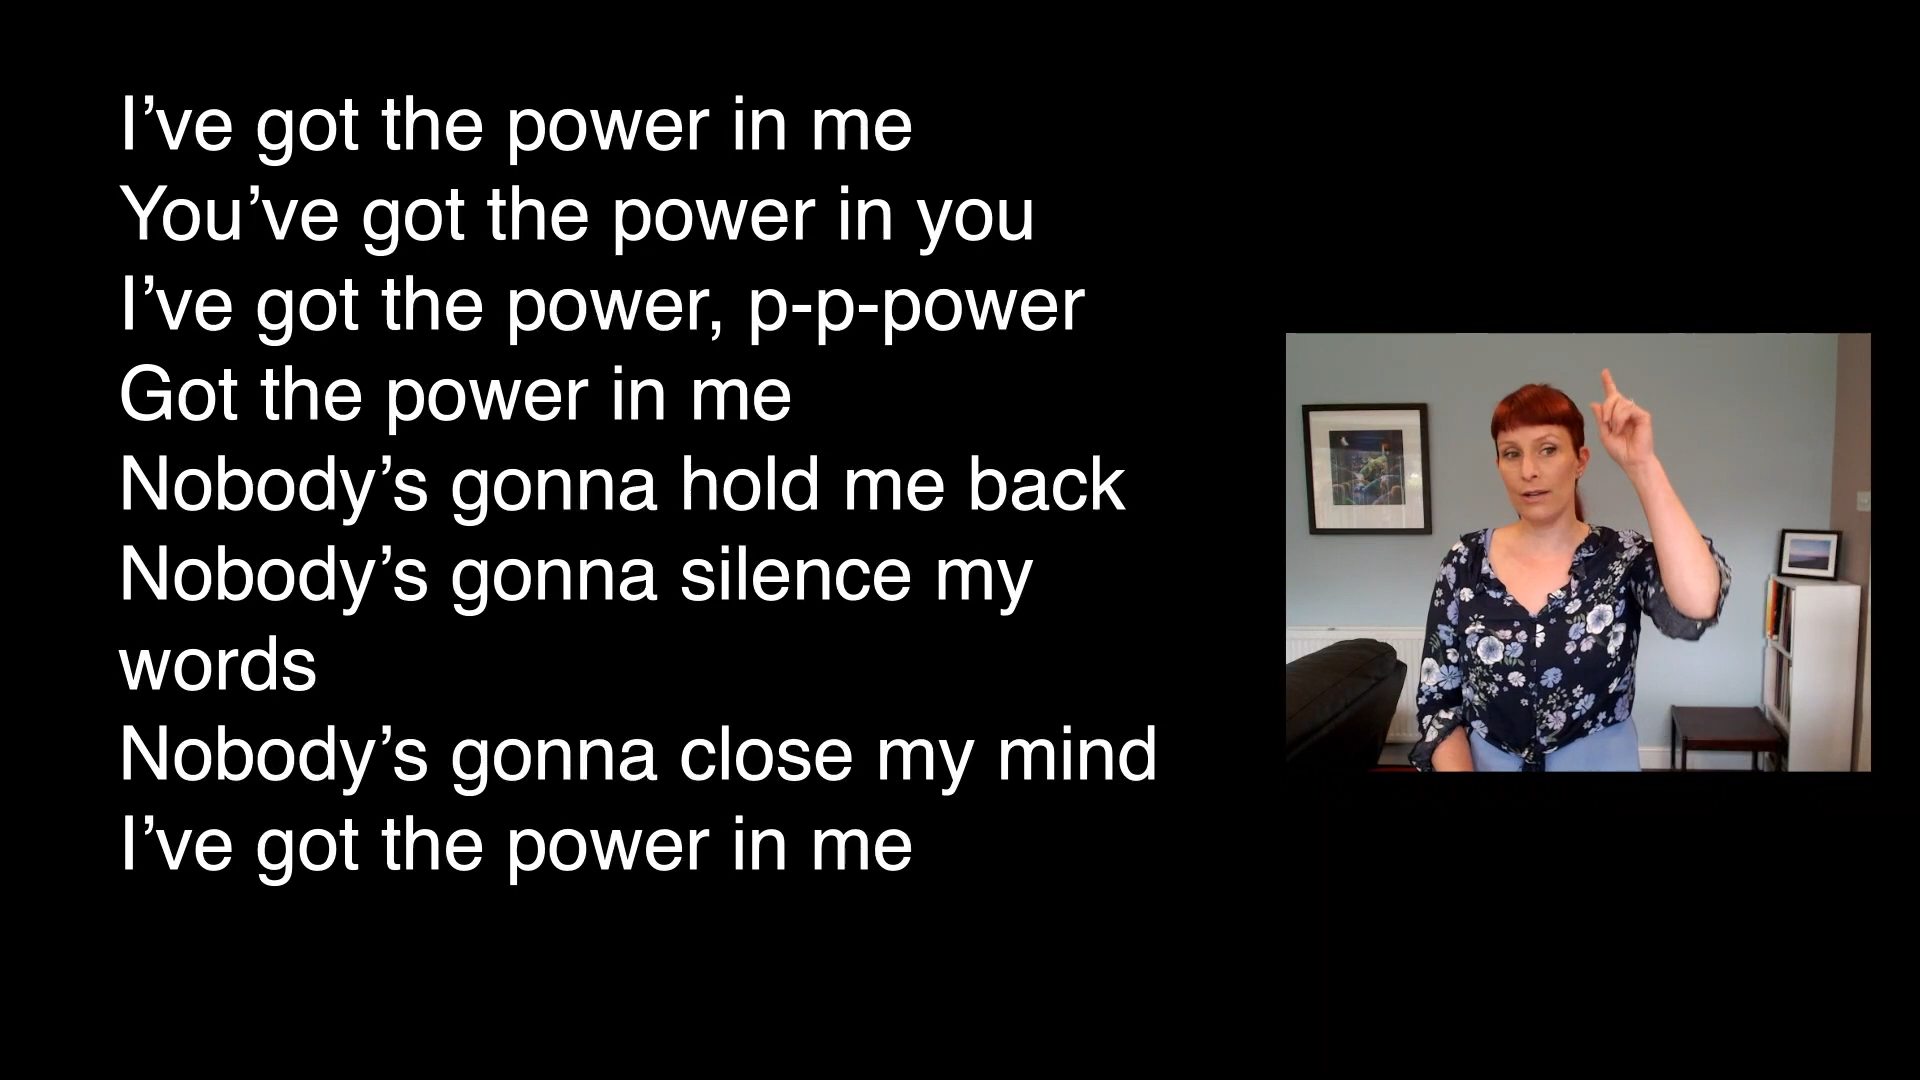 I’ve got the power in me
You’ve got the power in you
I’ve got the power, p-p-power
Got the power in me
Nobody’s gonna hold me back
Nobody’s gonna silence my
words
Nobody’s gonna close my mind
I’ve got the power in me